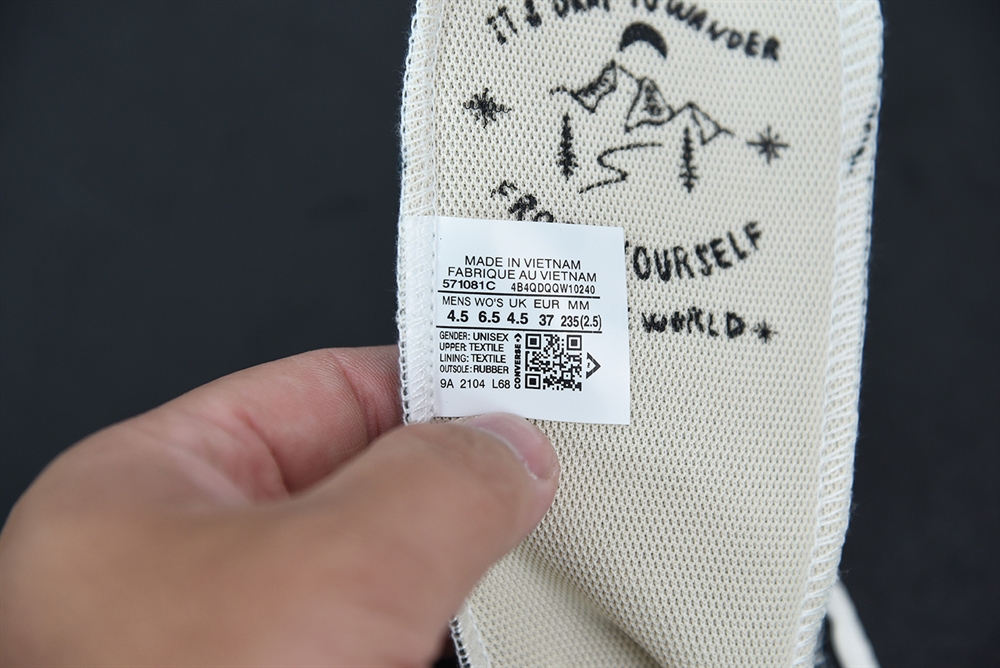 IT'S OKAY TO WANDER
YOURSELF
WORLD
MADE IN VIETNAM
FABRIQUE AU VIETNAM
571081C 4B4QDQQW10240
MENS WO'S UK EUR MM
4.5 6.5 4.5 37 235(2.5)
GENDER: UNISEX
UPPER: TEXTILE
LINING: TEXTILE
OUTSOLE: RUBBER
9A 2104 L68
CONVERSE